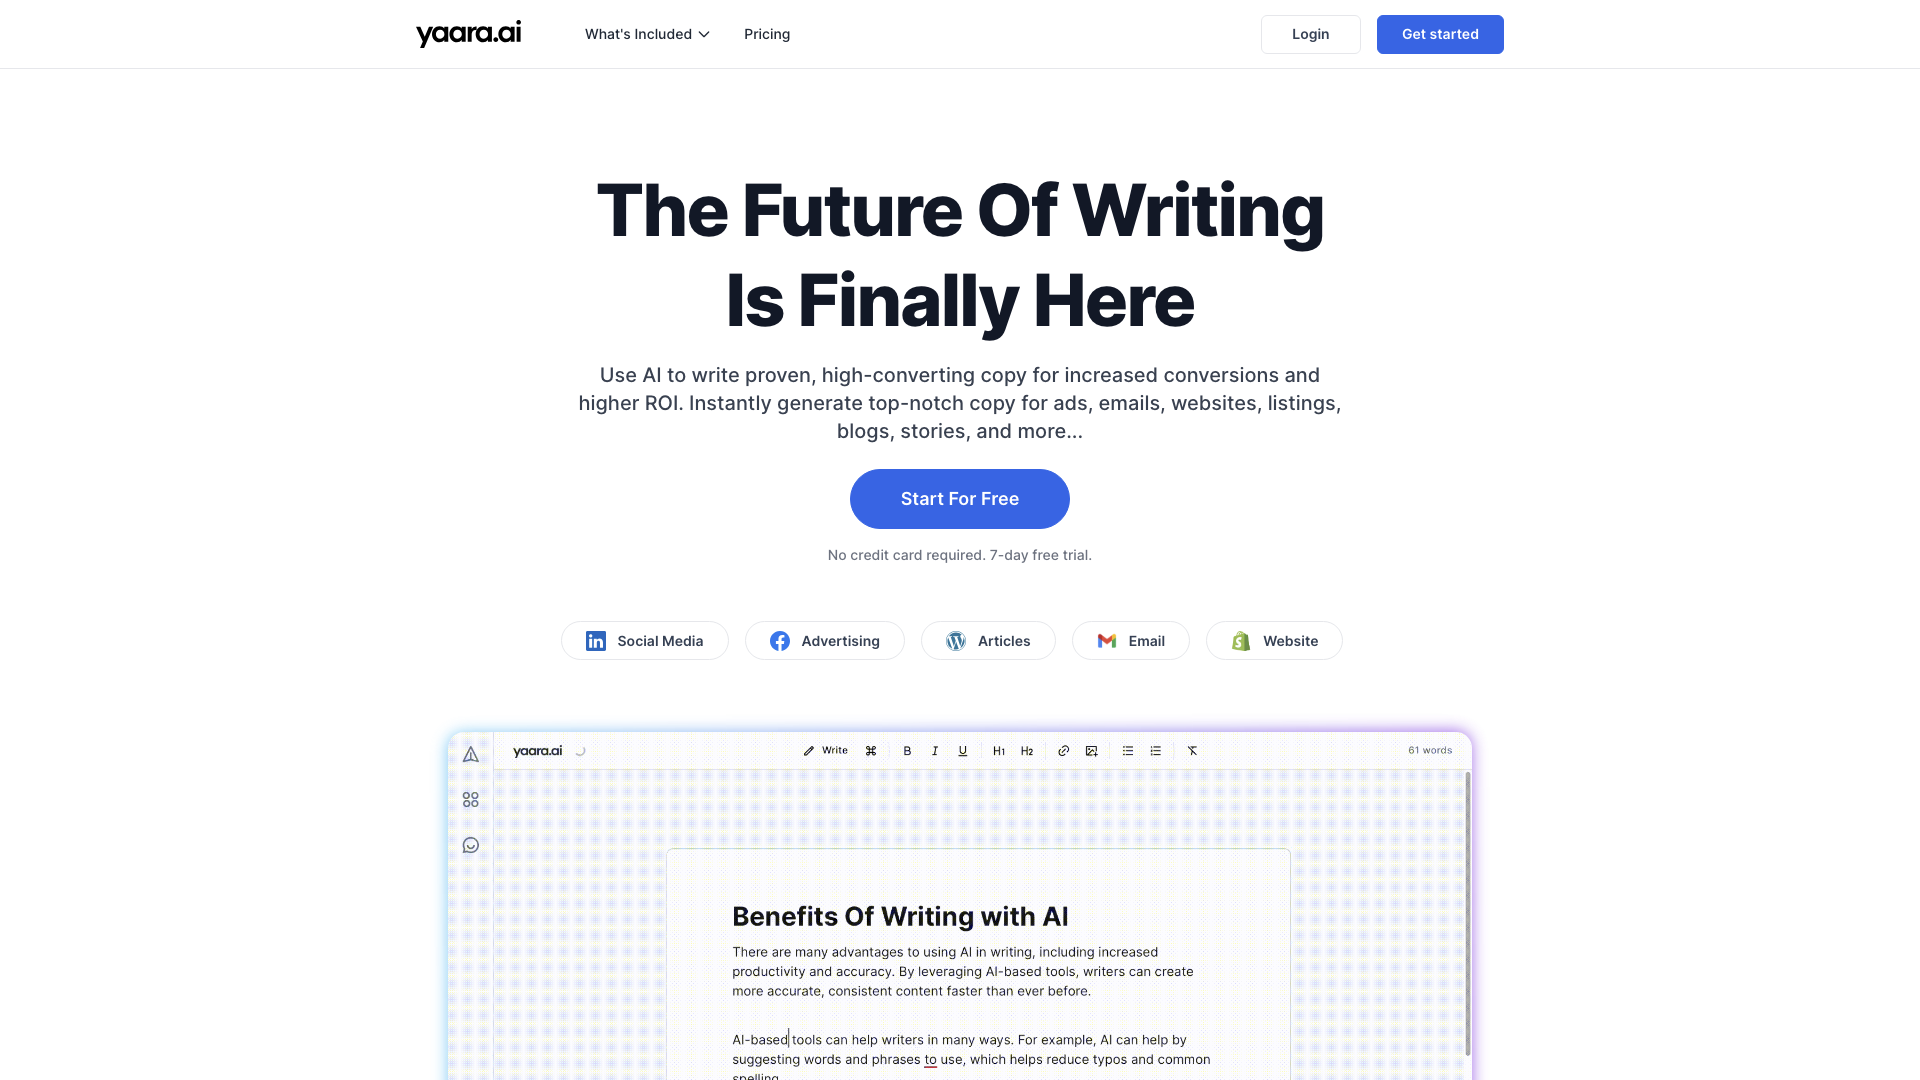 yaara.ai
What's Included
Pricing
Login
Get started
The Future Of Writing
Is Finally Here
Use AI to write proven, high-converting copy for increased conversions and
higher ROI. Instantly generate top-notch copy for ads, emails, websites, listings,
blogs, stories, and more...
Start For Free
No credit card required. 7-day free trial.
Social Media
Advertising
Articles
Email
Website
yaara.ai
Write
B
I
U
H1
H2
61 words
Benefits Of Writing with AI
There are many advantages to using AI in writing, including increased
productivity and accuracy. By leveraging AI-based tools, writers can create
more accurate, consistent content faster than ever before.
AI-based tools can help writers in many ways. For example, AI can help by
suggesting words and phrases to use, which helps reduce typos and common
spelling